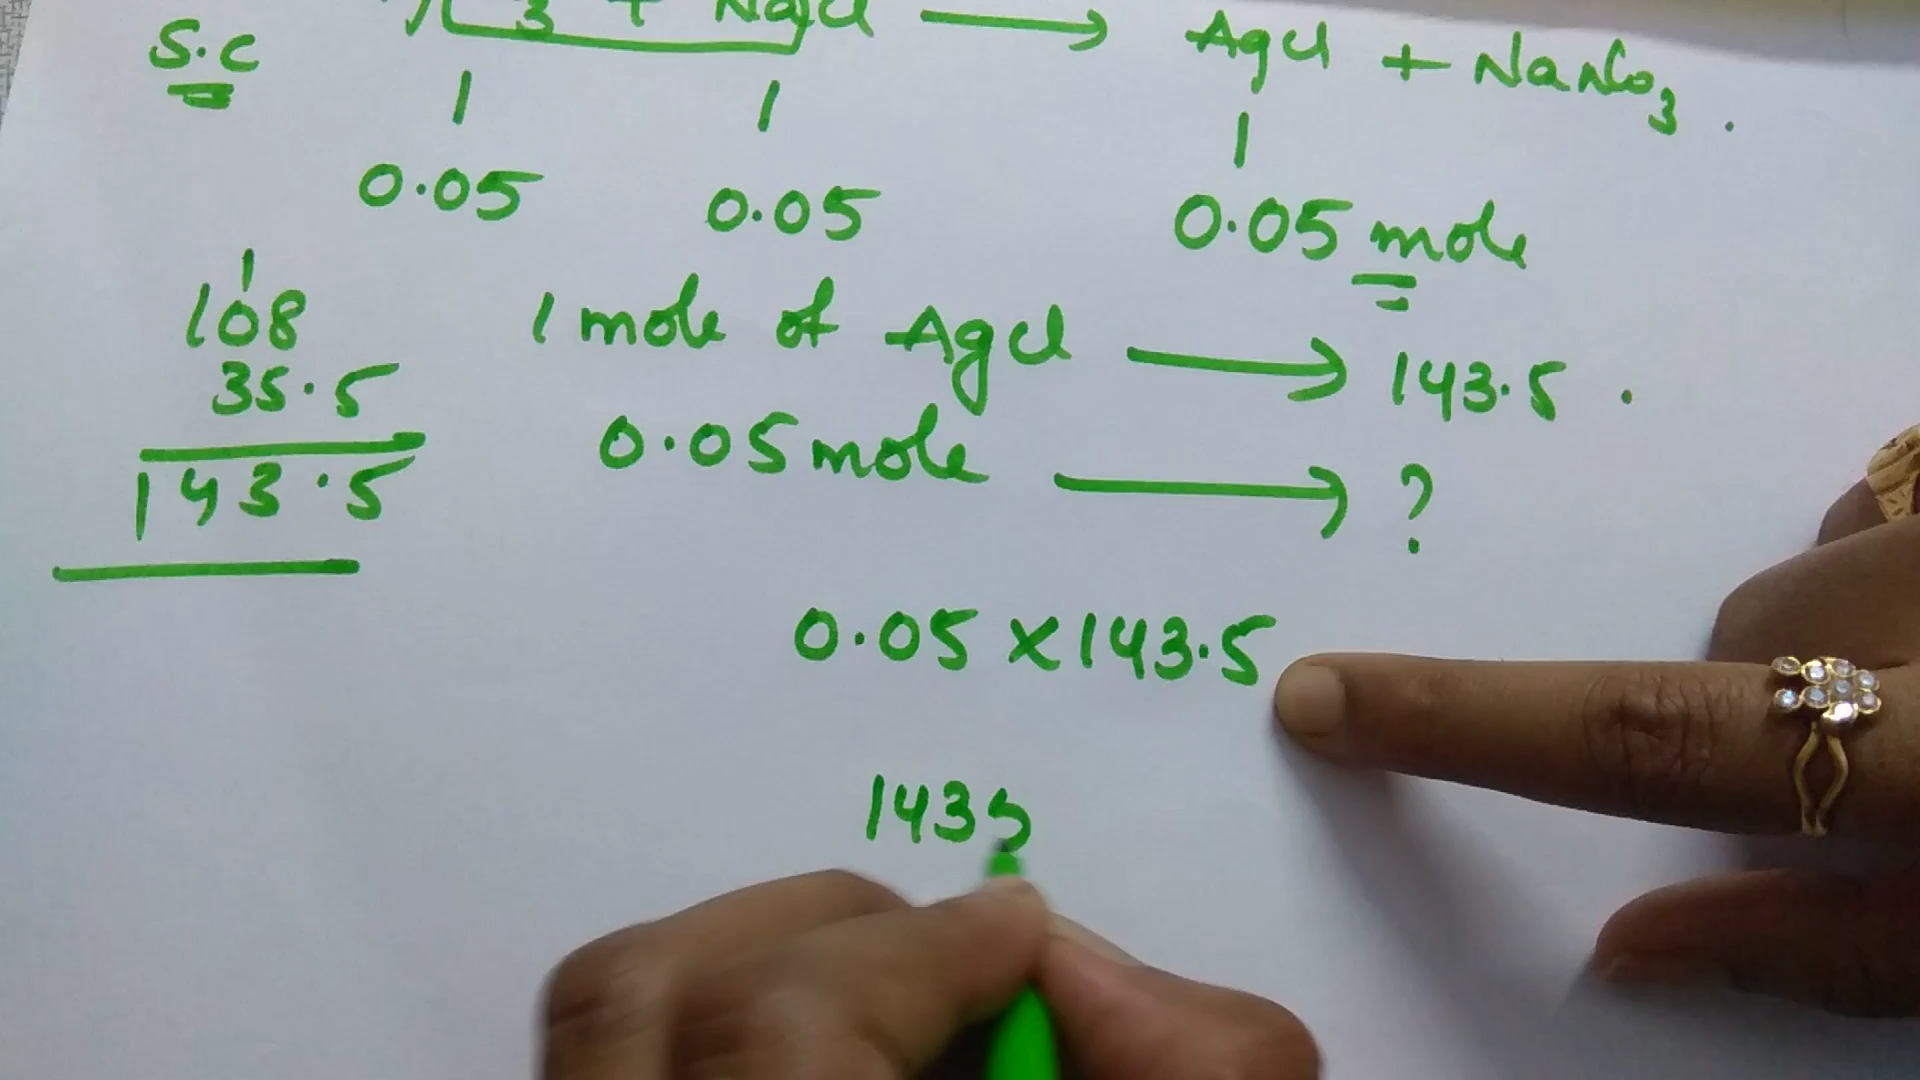 3 + NaCl → AgCl + NaNO3.
S.C
1 1 1
0.05 0.05 0.05 mole
1
108
35.5
143.5
1 mole of AgCl → 143.5.
0.05 mole → ?
0.05 × 143.5
1435